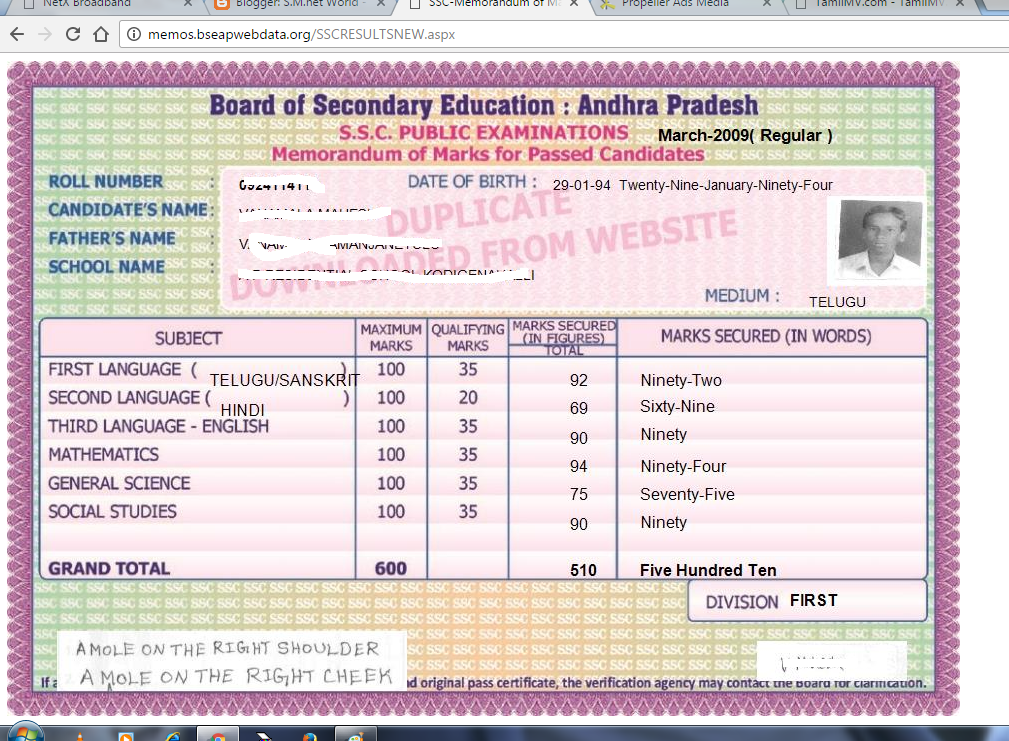 NetX Broadband
Blogger: S.M.net World -
SSC-Memorandum of Ma
Propeller Ads Media
TamilMV.com - TamilMV
memos.bseapwebdata.org/SSCRESULTSNEW.aspx
Board of Secondary Education : Andhra Pradesh
S.S.C. PUBLIC EXAMINATIONS March-2009( Regular )
Memorandum of Marks for Passed Candidates
ROLL NUMBER : DATE OF BIRTH : 29-01-94 Twenty-Nine-January-Ninety-Four
CANDIDATE'S NAME :
FATHER'S NAME :
SCHOOL NAME :
DUPLICATE
DOWNLOADED FROM WEBSITE
MEDIUM : TELUGU
SUBJECT MAXIMUM MARKS QUALIFYING MARKS MARKS SECURED (IN FIGURES) TOTAL MARKS SECURED (IN WORDS)
FIRST LANGUAGE ( TELUGU/SANSKRIT ) 100 35 92 Ninety-Two
SECOND LANGUAGE ( HINDI ) 100 20 69 Sixty-Nine
THIRD LANGUAGE - ENGLISH 100 35 90 Ninety
MATHEMATICS 100 35 94 Ninety-Four
GENERAL SCIENCE 100 35 75 Seventy-Five
SOCIAL STUDIES 100 35 90 Ninety
GRAND TOTAL 600 510 Five Hundred Ten
DIVISION FIRST
A MOLE ON THE RIGHT SHOULDER
A MOLE ON THE RIGHT CHEEK
If a nd original pass certificate, the verification agency may contact the Board for clarification.